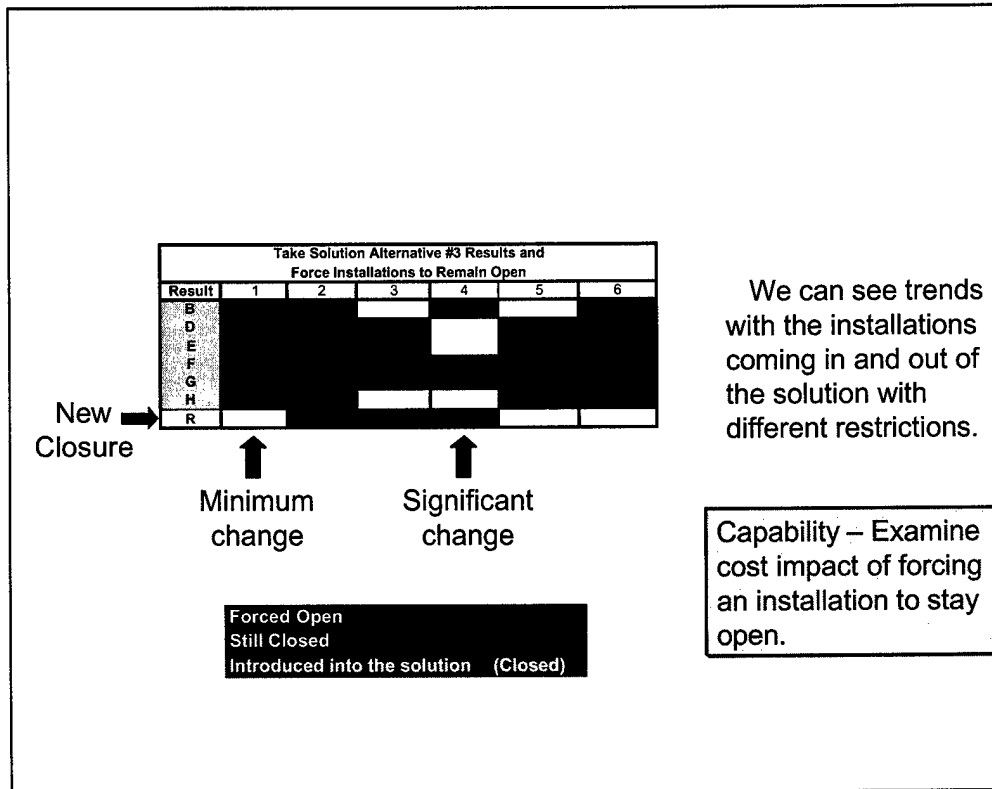 Take Solution Alternative #3 Results and
Force Installations to Remain Open
Result 1 2 3 4 5 6
B
D
E
F
G
H
R
New
Closure
Minimum
change
Significant
change
We can see trends
with the installations
coming in and out of
the solution with
different restrictions.
Capability – Examine
cost impact of forcing
an installation to stay
open.
Forced Open
Still Closed
Introduced into the solution (Closed)